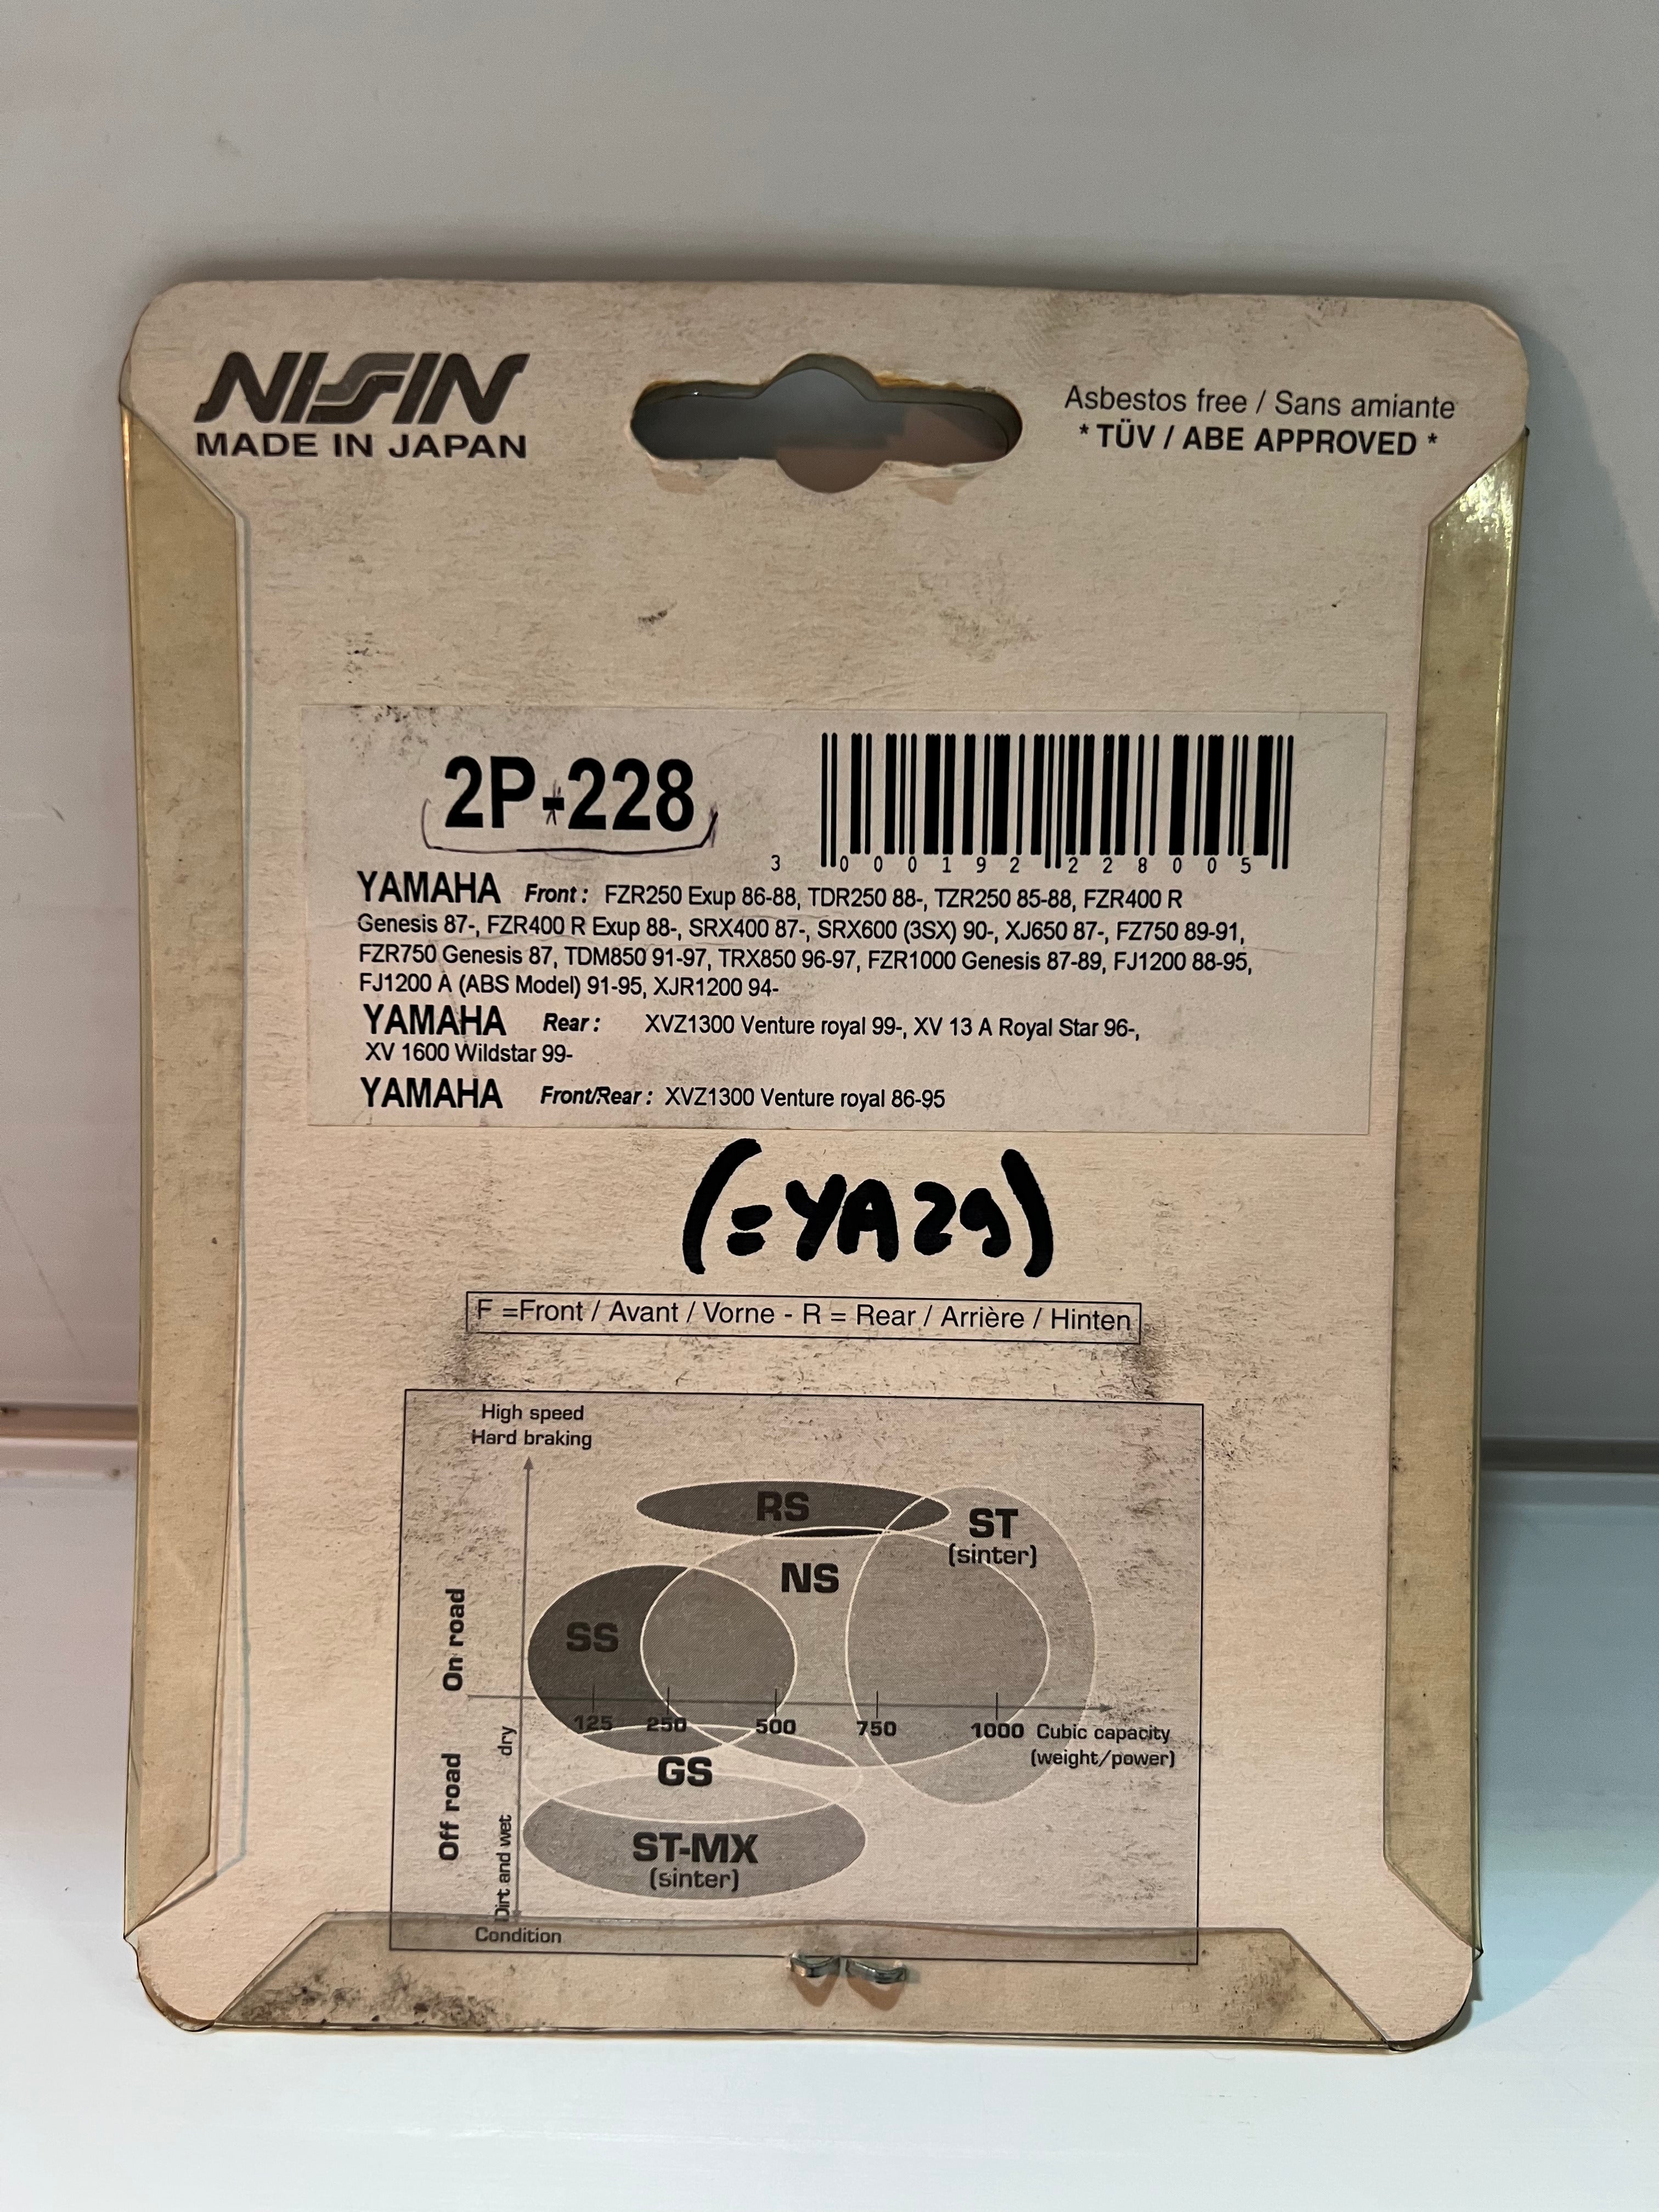 NISSIN
MADE IN JAPAN
Asbestos free / Sans amiante
* TÜV / ABE APPROVED *
2P-228
3 000192 228005
YAMAHA Front : FZR250 Exup 86-88, TDR250 88-, TZR250 85-88, FZR400 R
Genesis 87-, FZR400 R Exup 88-, SRX400 87-, SRX600 (3SX) 90-, XJ650 87-, FZ750 89-91,
FZR750 Genesis 87, TDM850 91-97, TRX850 96-97, FZR1000 Genesis 87-89, FJ1200 88-95,
FJ1200 A (ABS Model) 91-95, XJR1200 94-
YAMAHA Rear : XVZ1300 Venture royal 99-, XV 13 A Royal Star 96-,
XV 1600 Wildstar 99-
YAMAHA Front/Rear : XVZ1300 Venture royal 86-95
(=YA29)
F =Front / Avant / Vorne - R = Rear / Arrière / Hinten
High speed
Hard braking
RS
ST
(sinter)
NS
SS
On road
125 250 500 750 1000 Cubic capacity
(weight/power)
dry
GS
Off road
Dirt and wet
ST-MX
(sinter)
Condition